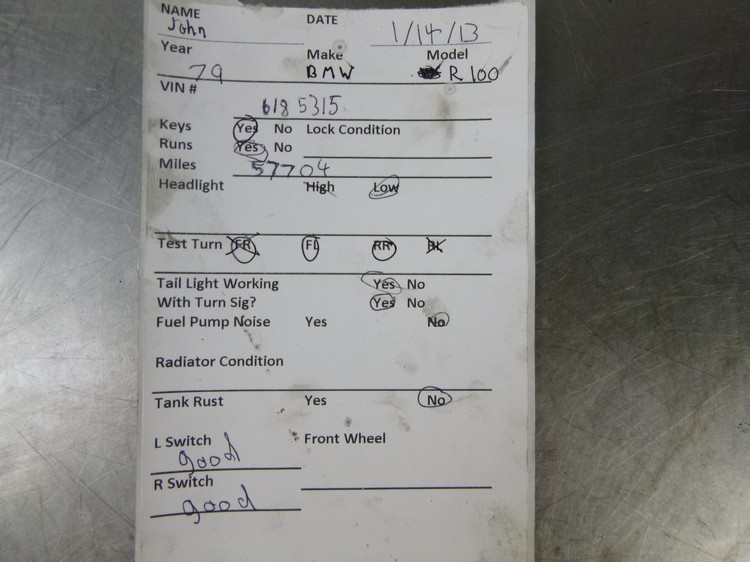 NAME DATE 1/14/13
John
Year Make Model
79 BMW R 100
VIN #
6185315
Keys Yes No Lock Condition
Runs Yes No
Miles 57704
Headlight High Low
Test Turn FR FL RR
Tail Light Working Yes No
With Turn Sig? Yes No
Fuel Pump Noise Yes No
Radiator Condition
Tank Rust Yes No
L Switch Front Wheel
good
R Switch
good